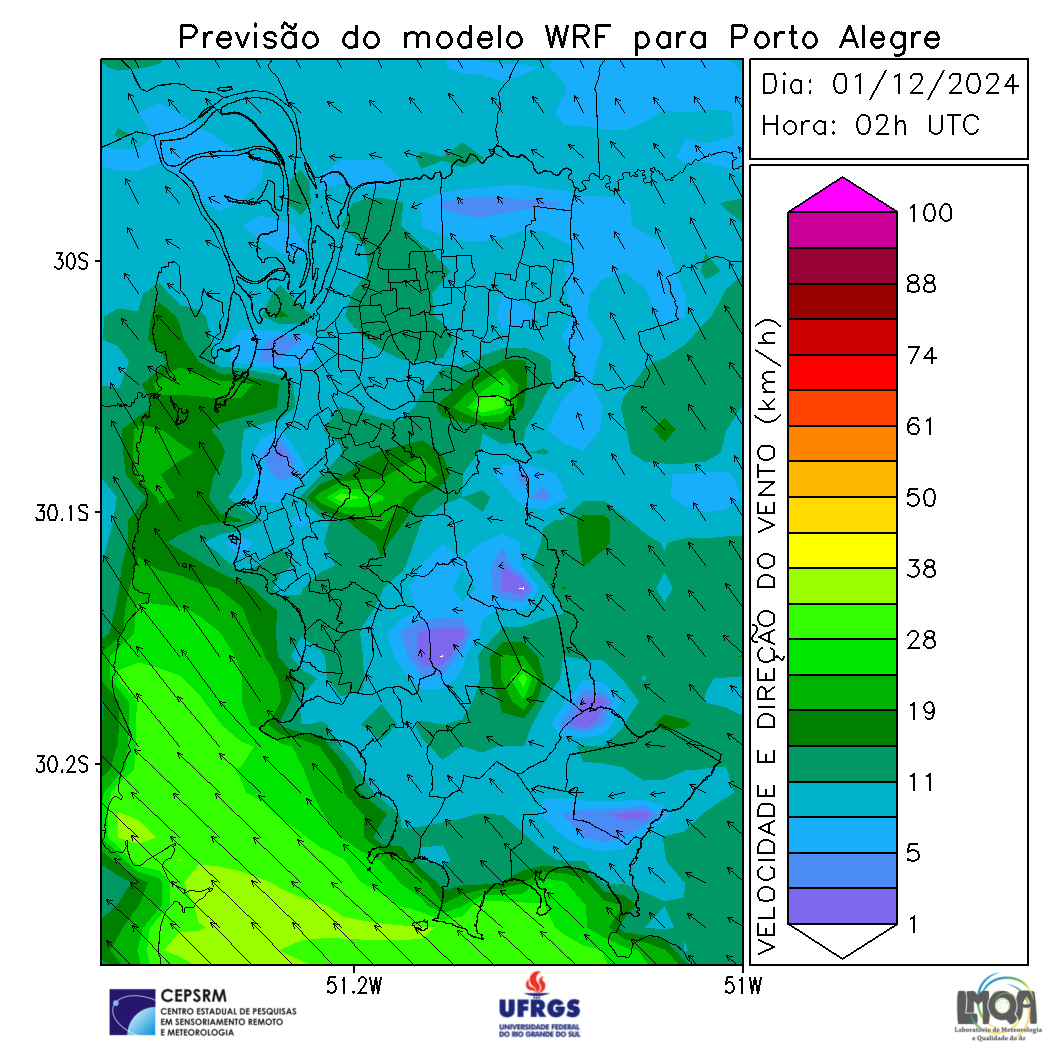 Previsão do modelo WRF para Porto Alegre
Dia: 01/12/2024
Hora: 02h UTC
30S
30.1S
30.2S
51.2W
51W
VELOCIDADE E DIREÇÃO DO VENTO (km/h)
100
88
74
61
50
38
28
19
11
5
1
CEPSRM
CENTRO ESTADUAL DE PESQUISAS
EM SENSORIAMENTO REMOTO
E METEOROLOGIA
UFRGS
UNIVERSIDADE FEDERAL
DO RIO GRANDE DO SUL
LMQA
Laboratório de Meteorologia
e Qualidade do Ar